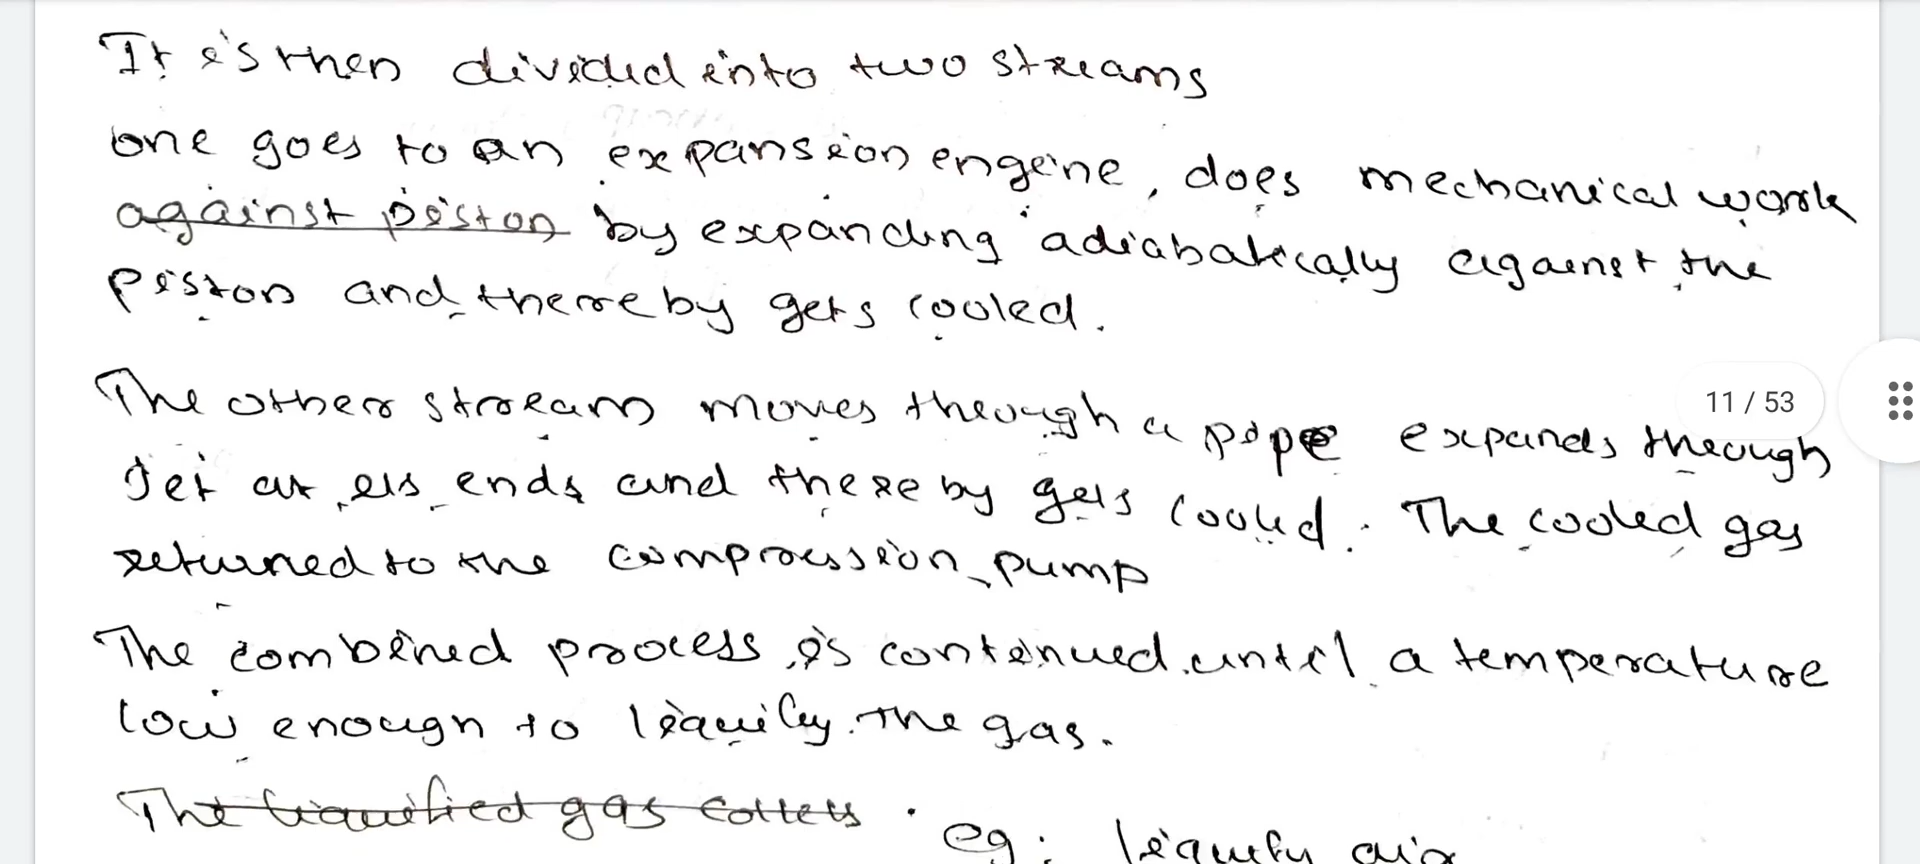 It is then divided into two streams
one goes to an expansion engine, does mechanical work
against piston by expanding adiabatically against the
piston and thereby gets cooled.
The other stream moves through a pipe expands through
Jet at its ends and thereby gets cooled. The cooled gas
returned to the compression pump
The combined process is continued until a temperature
low enough to liquify the gas.
The liquified gas collets
eg: liquify air
11 / 53